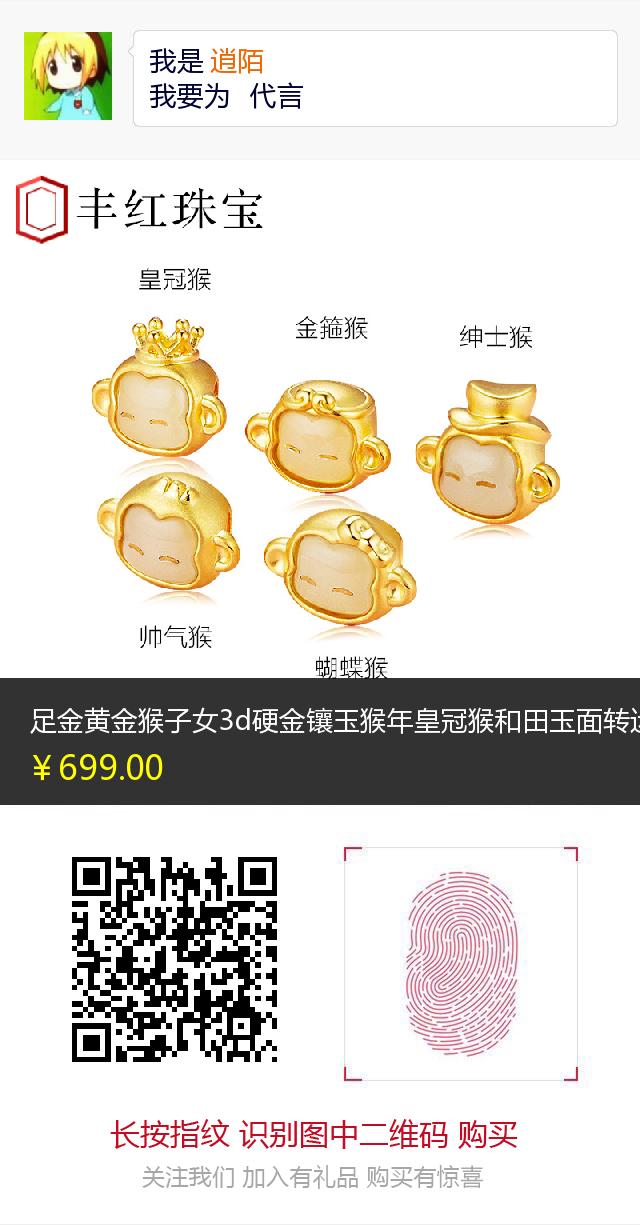 我是 逍陌
我要为 代言
丰红珠宝
皇冠猴
金箍猴
绅士猴
帅气猴
蝴蝶猴
足金黄金猴子女3d硬金镶玉猴年皇冠猴和田玉面转运
¥699.00
长按指纹 识别图中二维码 购买
关注我们 加入有礼品 购买有惊喜